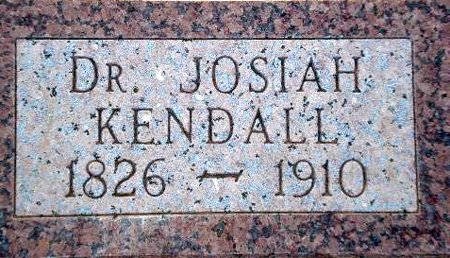 DR. JOSIAH
KENDALL
1826 – 1910